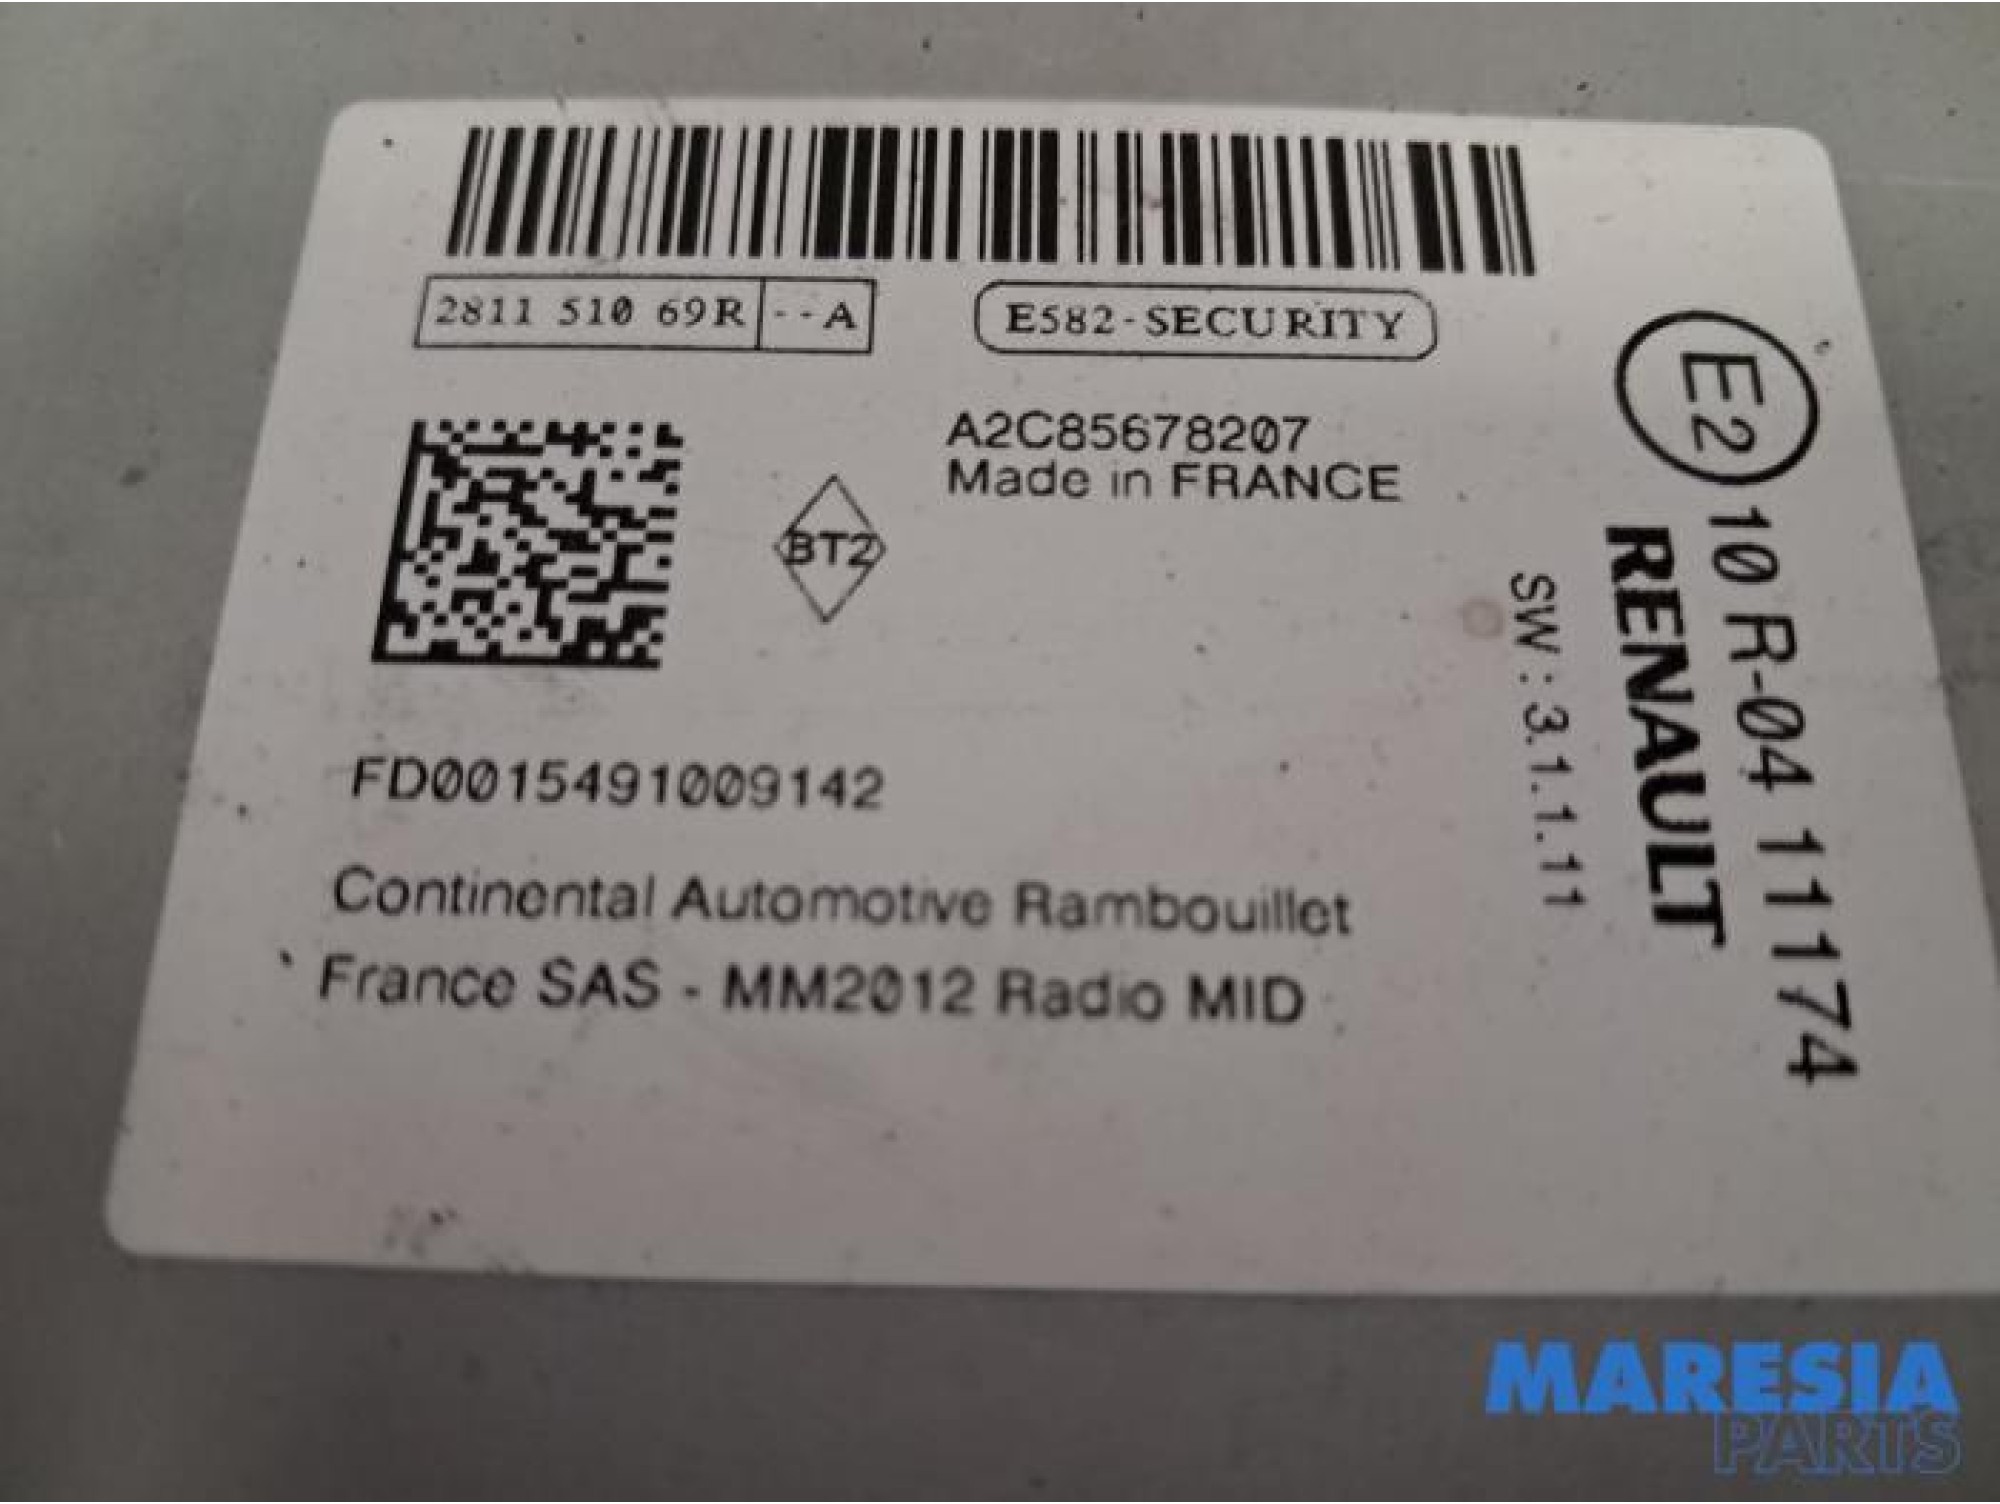 2811 510 69R --A
E582-SECURITY
A2C85678207
Made in FRANCE
BT2
FD0015491009142
Continental Automotive Rambouillet
France SAS - MM2012 Radio MID
E2
10 R-04 11174
RENAULT
SW : 3.1.1.11
MARESIA
PARTS